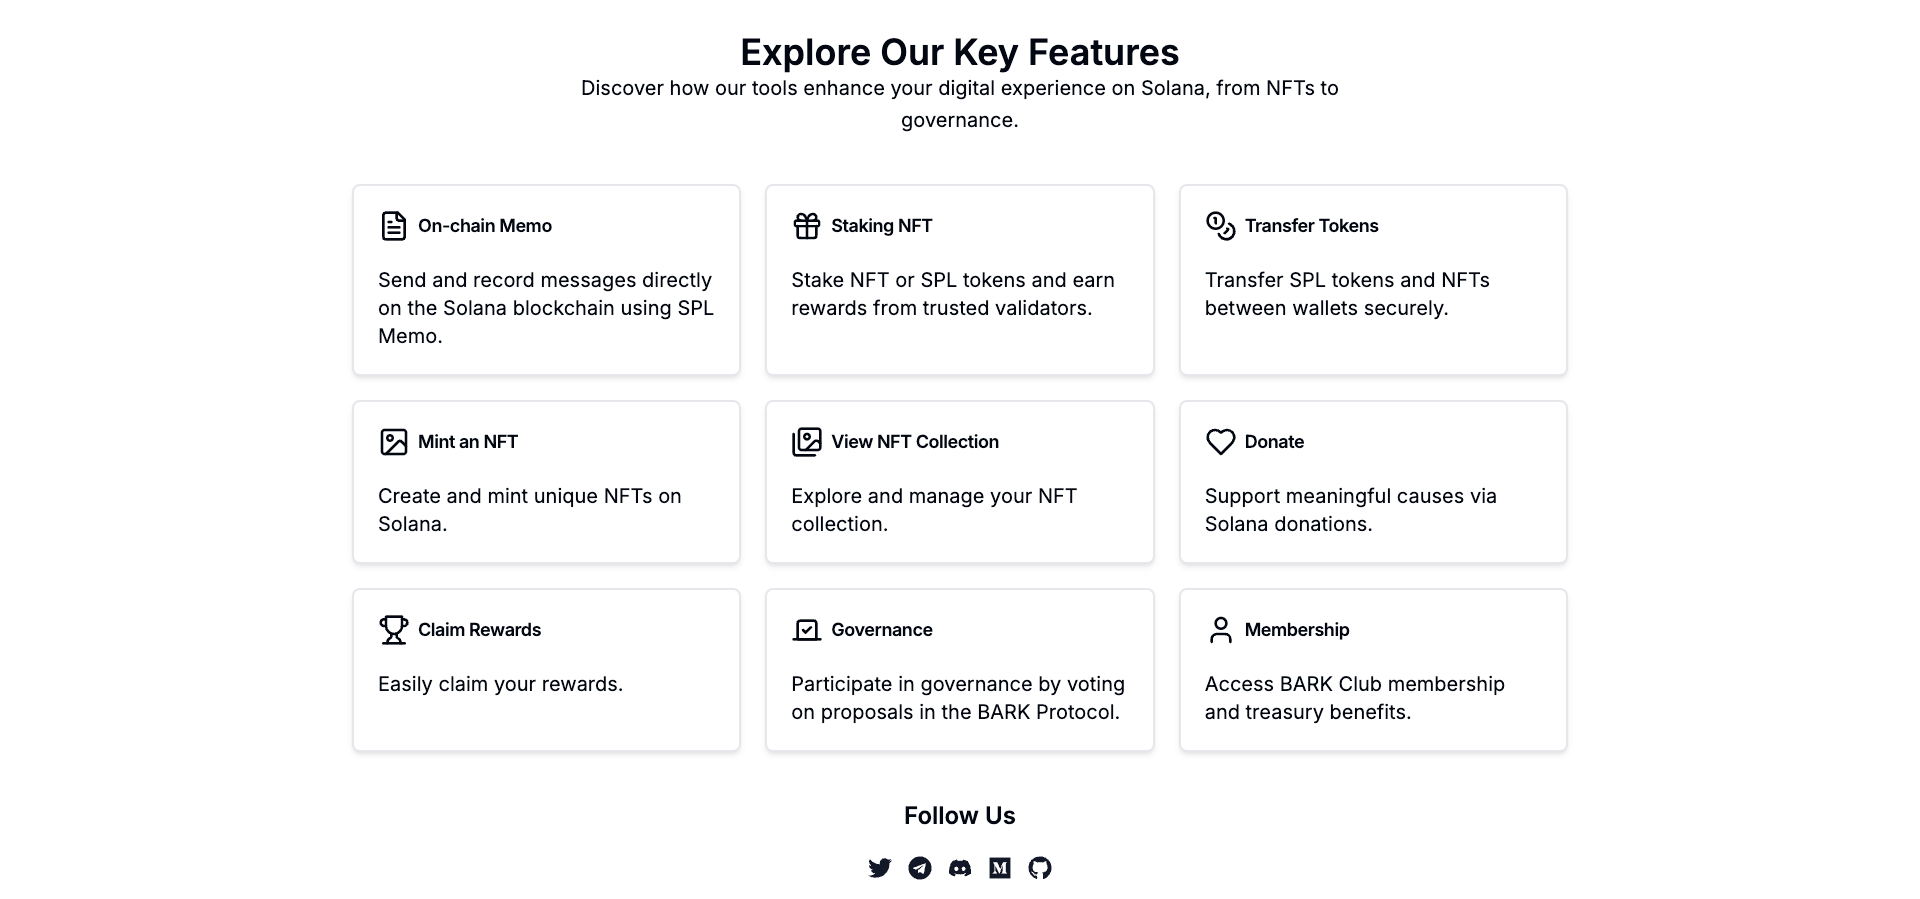 Explore Our Key Features
Discover how our tools enhance your digital experience on Solana, from NFTs to
governance.
On-chain Memo
Send and record messages directly
on the Solana blockchain using SPL
Memo.
Staking NFT
Stake NFT or SPL tokens and earn
rewards from trusted validators.
Transfer Tokens
Transfer SPL tokens and NFTs
between wallets securely.
Mint an NFT
Create and mint unique NFTs on
Solana.
View NFT Collection
Explore and manage your NFT
collection.
Donate
Support meaningful causes via
Solana donations.
Claim Rewards
Easily claim your rewards.
Governance
Participate in governance by voting
on proposals in the BARK Protocol.
Membership
Access BARK Club membership
and treasury benefits.
Follow Us